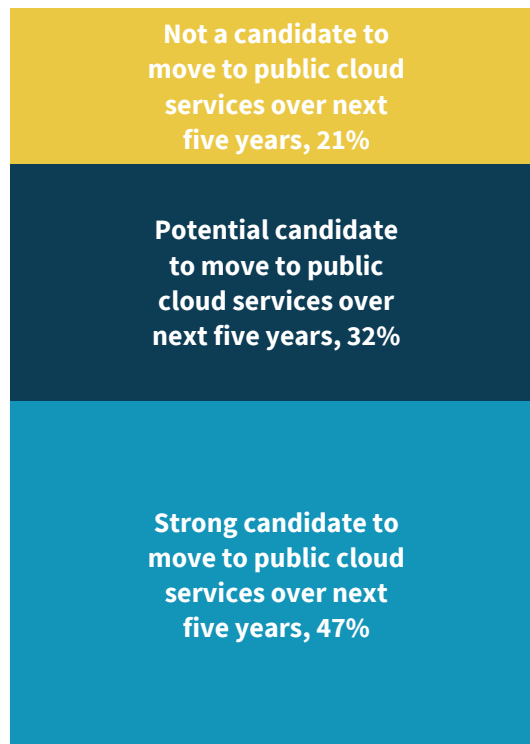 Not a candidate to
move to public cloud
services over next
five years, 21%
Potential candidate
to move to public
cloud services over
next five years, 32%
Strong candidate to
move to public cloud
services over next
five years, 47%